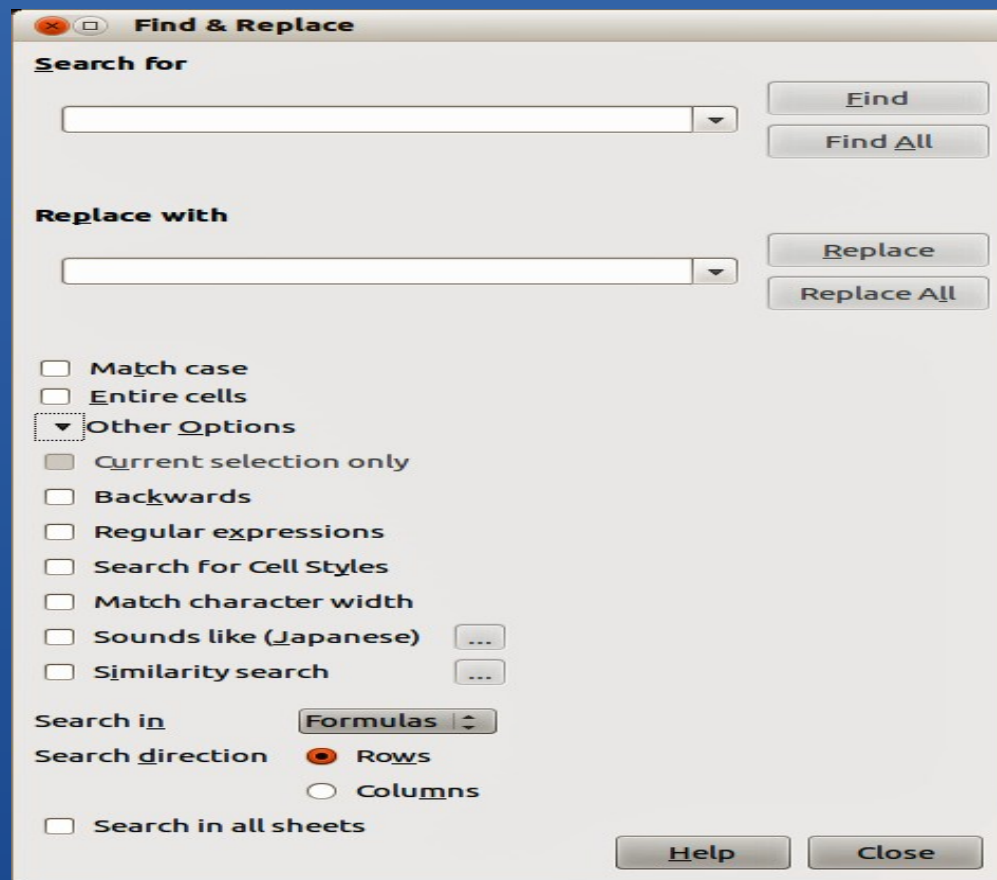 Find & Replace
Search for
Find
Find All
Replace with
Replace
Replace All
Match case
Entire cells
Other Options
Current selection only
Backwards
Regular expressions
Search for Cell Styles
Match character width
Sounds like (Japanese) ...
Similarity search ...
Search in Formulas
Search direction Rows
Columns
Search in all sheets
Help Close